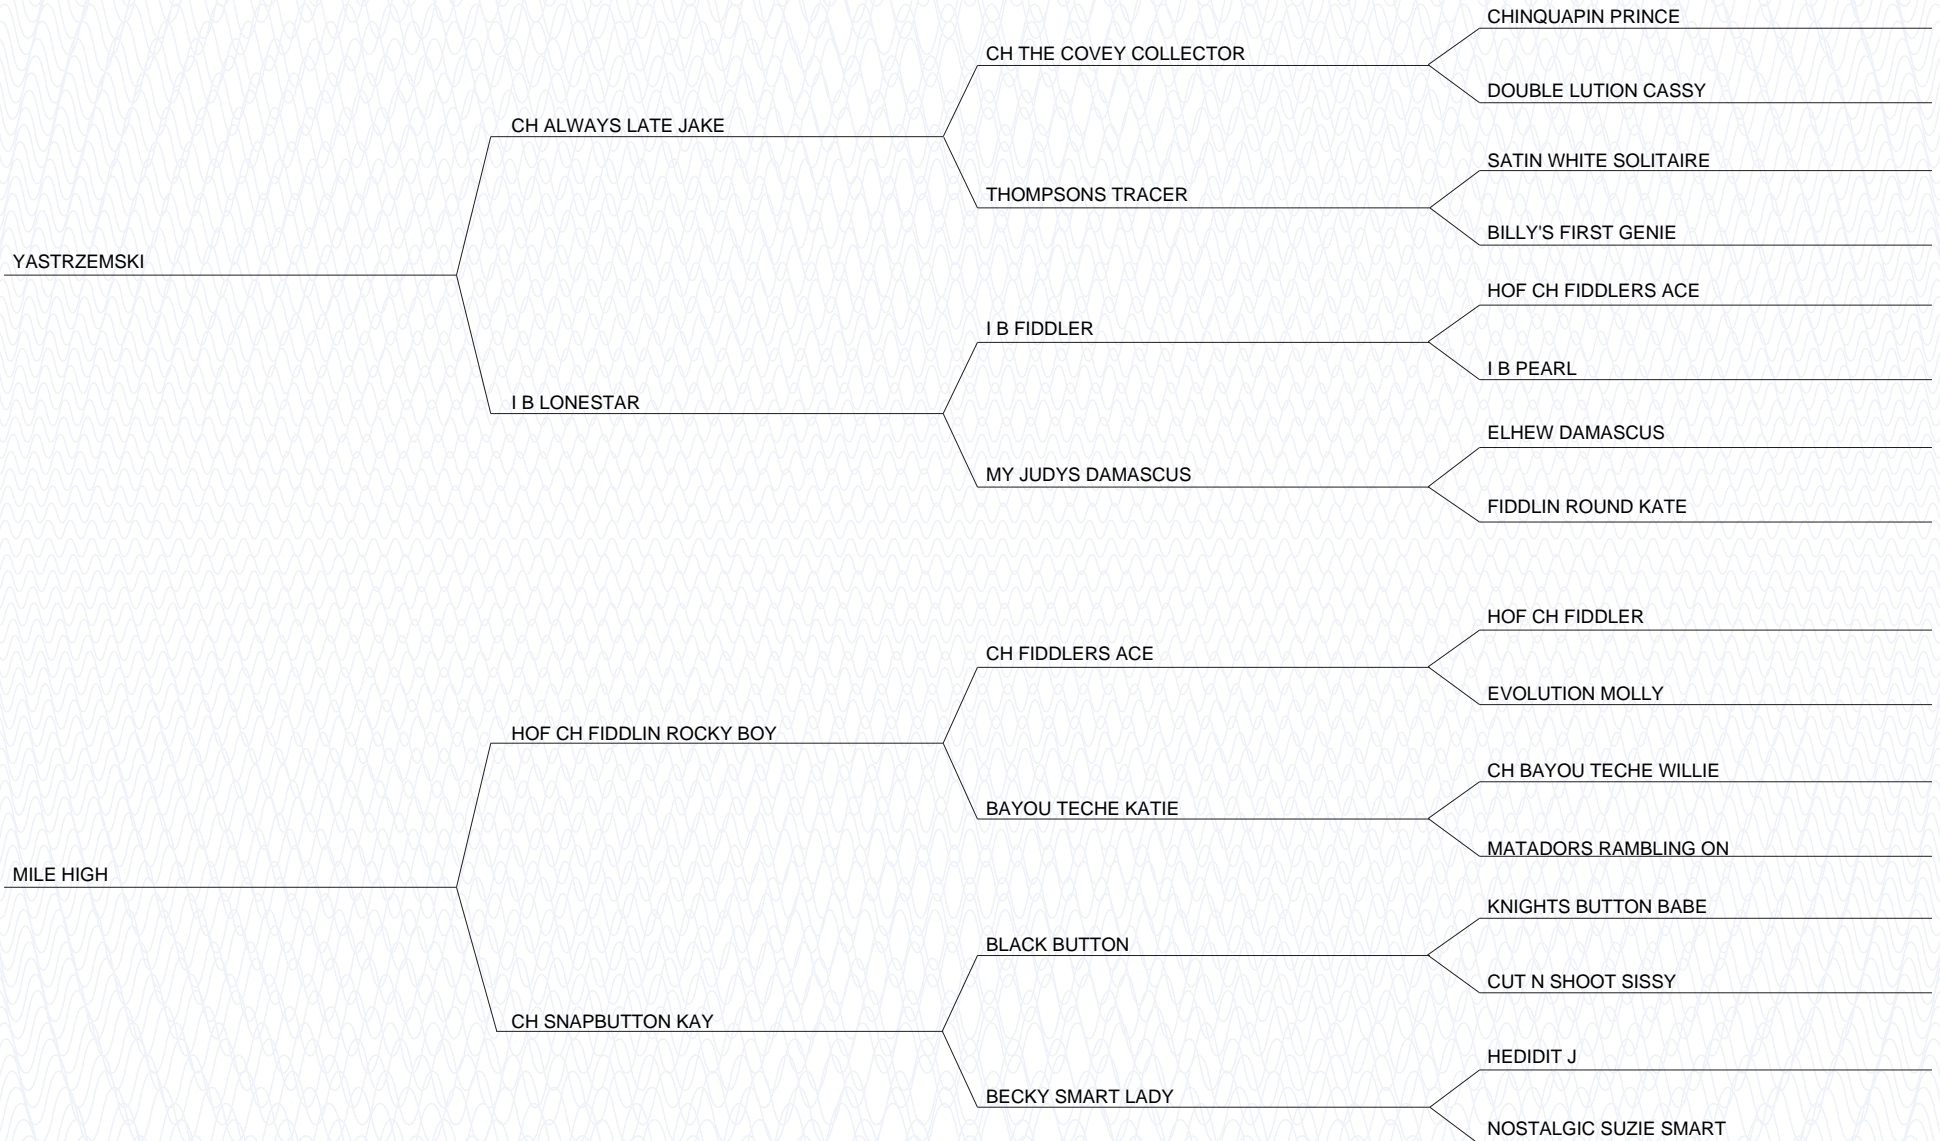 CHINQUAPIN PRINCE
CH THE COVEY COLLECTOR
DOUBLE LUTION CASSY
CH ALWAYS LATE JAKE
SATIN WHITE SOLITAIRE
THOMPSONS TRACER
BILLY'S FIRST GENIE
YASTRZEMSKI
HOF CH FIDDLERS ACE
I B FIDDLER
I B PEARL
I B LONESTAR
ELHEW DAMASCUS
MY JUDYS DAMASCUS
FIDDLIN ROUND KATE
HOF CH FIDDLER
CH FIDDLERS ACE
EVOLUTION MOLLY
HOF CH FIDDLIN ROCKY BOY
CH BAYOU TECHE WILLIE
BAYOU TECHE KATIE
MATADORS RAMBLING ON
MILE HIGH
KNIGHTS BUTTON BABE
BLACK BUTTON
CUT N SHOOT SISSY
CH SNAPBUTTON KAY
HEDIDIT J
BECKY SMART LADY
NOSTALGIC SUZIE SMART